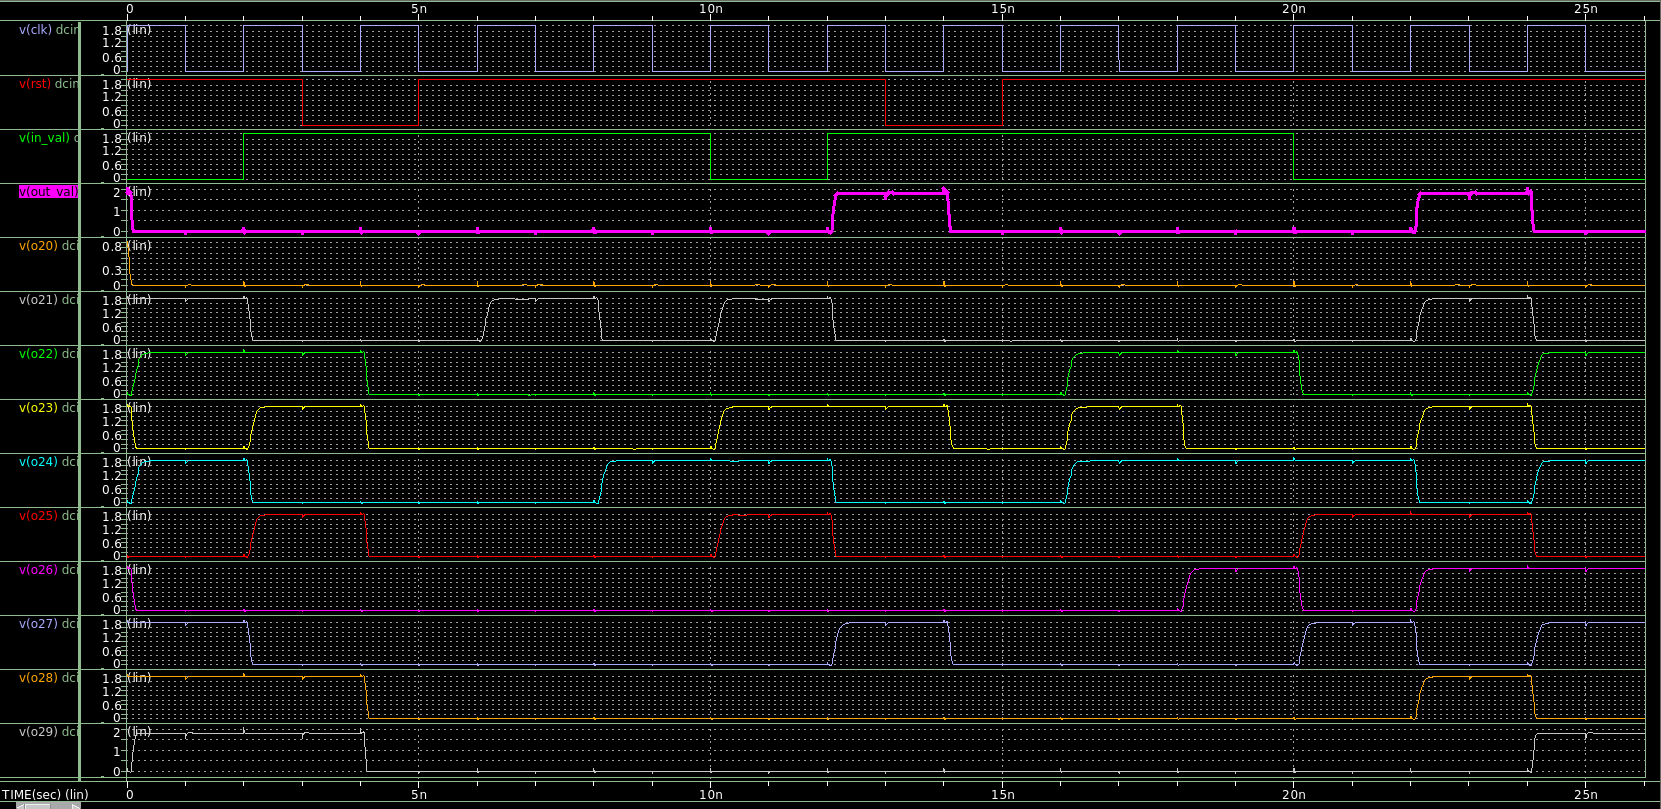 0 5n 10n 15n 20n 25n
v(clk) dcin 1.8 (lin)
1.2
0.6
0
v(rst) dcin 1.8 (lin)
1.2
0.6
0
v(in_val) d 1.8 (lin)
1.2
0.6
0
v(out_val) 2 (lin)
1
0
v(o20) dci 0.8 (lin)
0.3
0
v(o21) dci 1.8 (lin)
1.2
0.6
0
v(o22) dci 1.8 (lin)
1.2
0.6
0
v(o23) dci 1.8 (lin)
1.2
0.6
0
v(o24) dci 1.8 (lin)
1.2
0.6
0
v(o25) dci 1.8 (lin)
1.2
0.6
0
v(o26) dci 1.8 (lin)
1.2
0.6
0
v(o27) dci 1.8 (lin)
1.2
0.6
0
v(o28) dci 1.8 (lin)
1.2
0.6
0
v(o29) dci 2 (lin)
1
0
TIME(sec) (lin) 0 5n 10n 15n 20n 25n